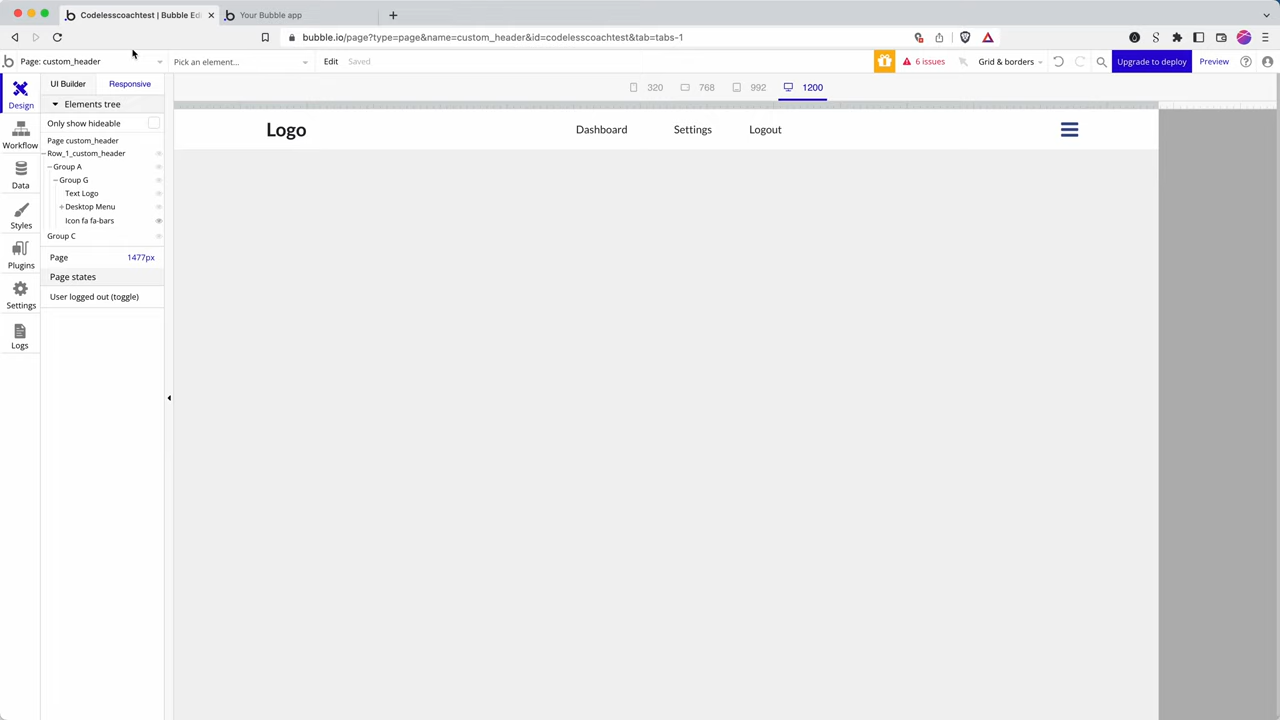 Codelesscoachtest | Bubble Ed
Your Bubble app
bubble.io/page?type=page&name=custom_header&id=codelesscoachtest&tab=tabs-1
Page: custom_header
Pick an element...
Edit
Saved
6 issues
Grid & borders
Upgrade to deploy
Preview
Design
Workflow
Data
Styles
Plugins
Settings
Logs
UI Builder
Responsive
Elements tree
Only show hideable
Page custom_header
Row_1_custom_header
Group A
Group G
Text Logo
Desktop Menu
Icon fa fa-bars
Group C
Page 1477px
Page states
User logged out (toggle)
320
768
992
1200
Logo
Dashboard
Settings
Logout